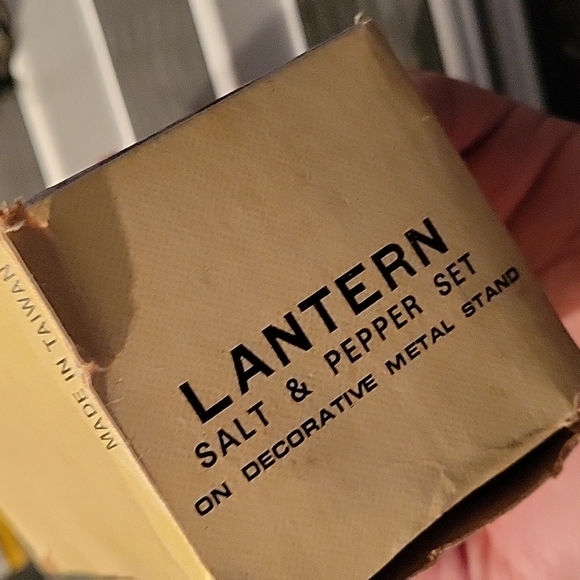 LANTERN
SALT & PEPPER SET
ON DECORATIVE METAL STAND
MADE IN TAIWAN